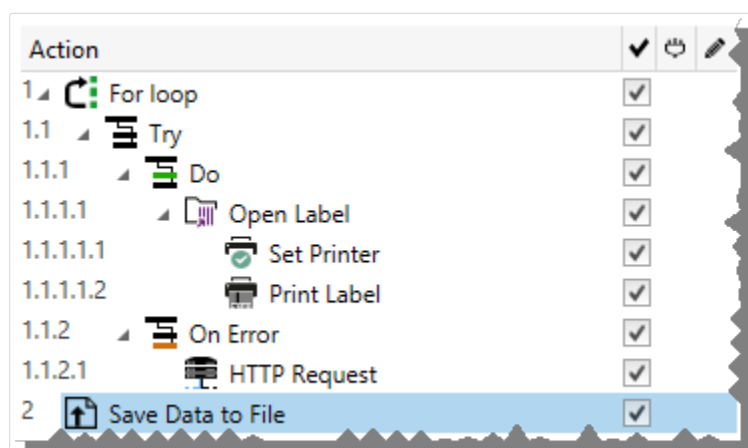 Action
1 For loop
1.1 Try
1.1.1 Do
1.1.1.1 Open Label
1.1.1.1.1 Set Printer
1.1.1.1.2 Print Label
1.1.2 On Error
1.1.2.1 HTTP Request
2 Save Data to File